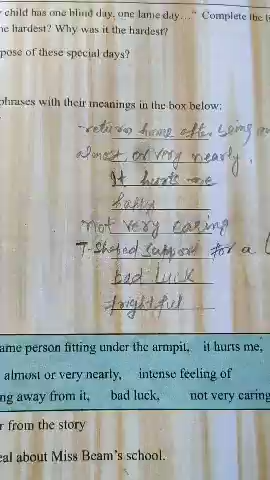 child has one blind day, one lame day...." Complete the
hardest? Why was it the hardest?
pose of these special days?
phrases with their meanings in the box below:
return home after being
almost or very nearly,
It hurts me
not very caring
T-Shaped support for a
bad luck
frightful
ame person fitting under the armpit, it hurts me,
almost or very nearly, intense feeling of
ng away from it, bad luck, not very caring
r from the story
eal about Miss Beam's school.